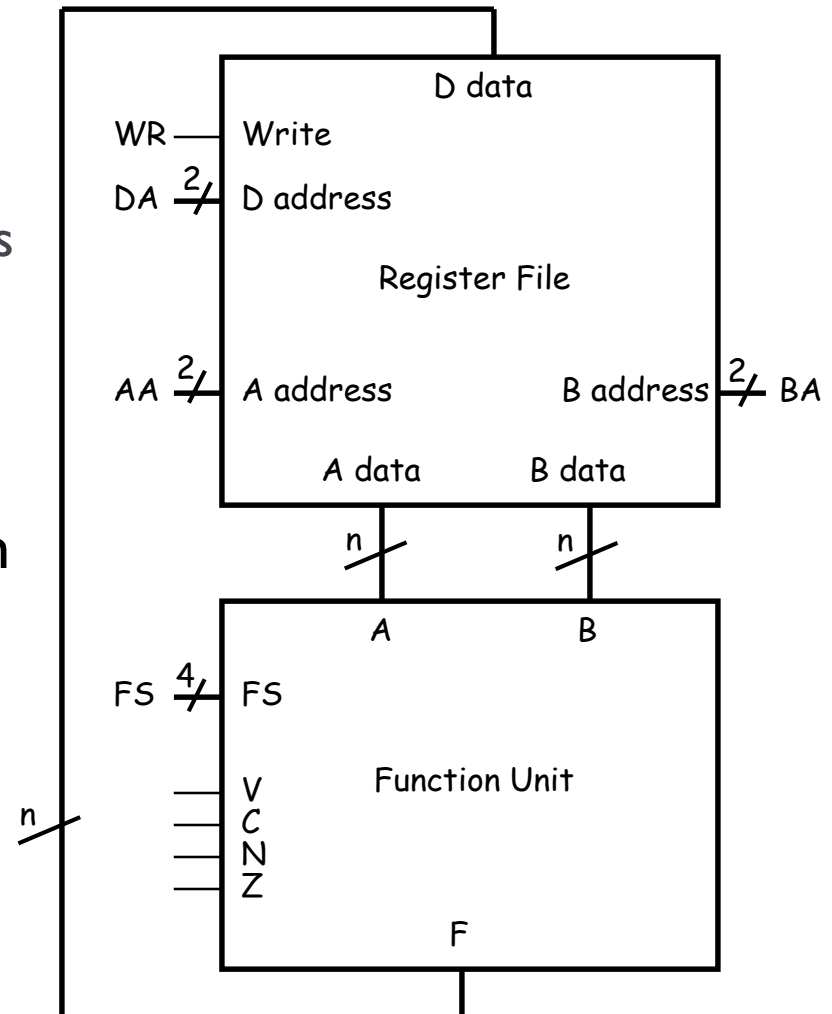 D data
WR Write
2
DA D address
s
Register File
2 2
AA A address B address BA
A data B data
n n
n
A B
4
FS FS
Function Unit
V
n
C
N
Z
F